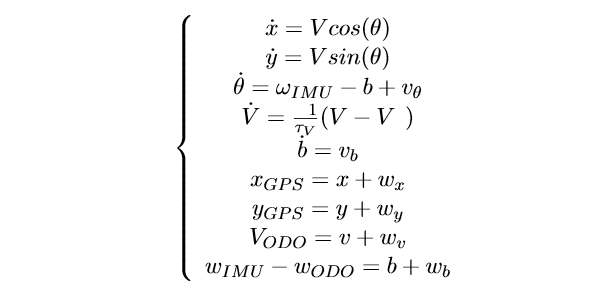 ẋ = Vcos(θ)
ẏ = Vsin(θ)
θ̇ = ω_IMU − b + v_θ
V̇ = 1/τ_V (V − V )
ḃ = v_b
x_GPS = x + w_x
y_GPS = y + w_y
V_ODO = v + w_v
w_IMU − w_ODO = b + w_b